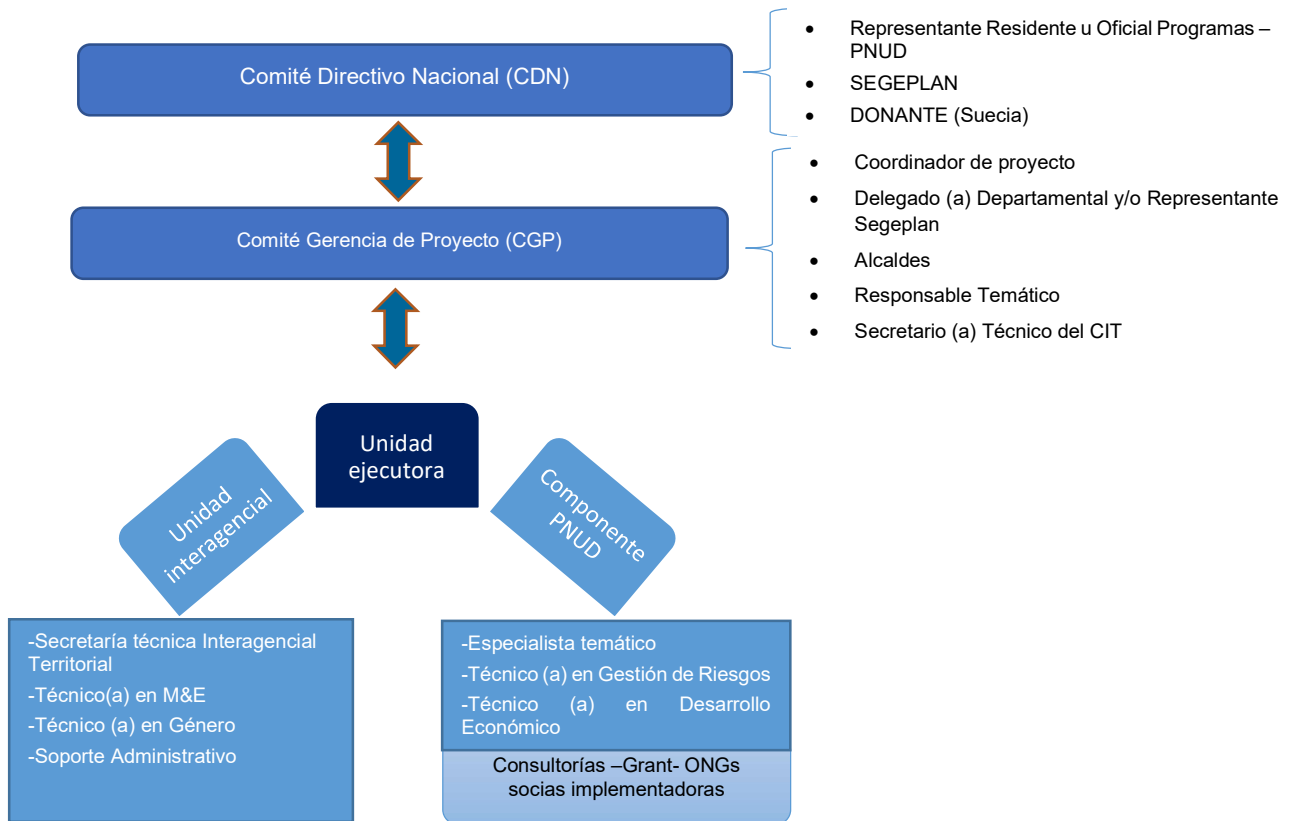 Comité Directivo Nacional (CDN)
• Representante Residente u Oficial Programas –
PNUD
• SEGEPLAN
• DONANTE (Suecia)
Comité Gerencia de Proyecto (CGP)
• Coordinador de proyecto
• Delegado (a) Departamental y/o Representante
Segeplan
• Alcaldes
• Responsable Temático
• Secretario (a) Técnico del CIT
Unidad
ejecutora
Unidad
interagencial
Componente
PNUD
-Secretaría técnica Interagencial
Territorial
-Técnico(a) en M&E
-Técnico (a) en Género
-Soporte Administrativo
-Especialista temático
-Técnico (a) en Gestión de Riesgos
-Técnico (a) en Desarrollo
Económico
Consultorías –Grant- ONGs
socias implementadoras